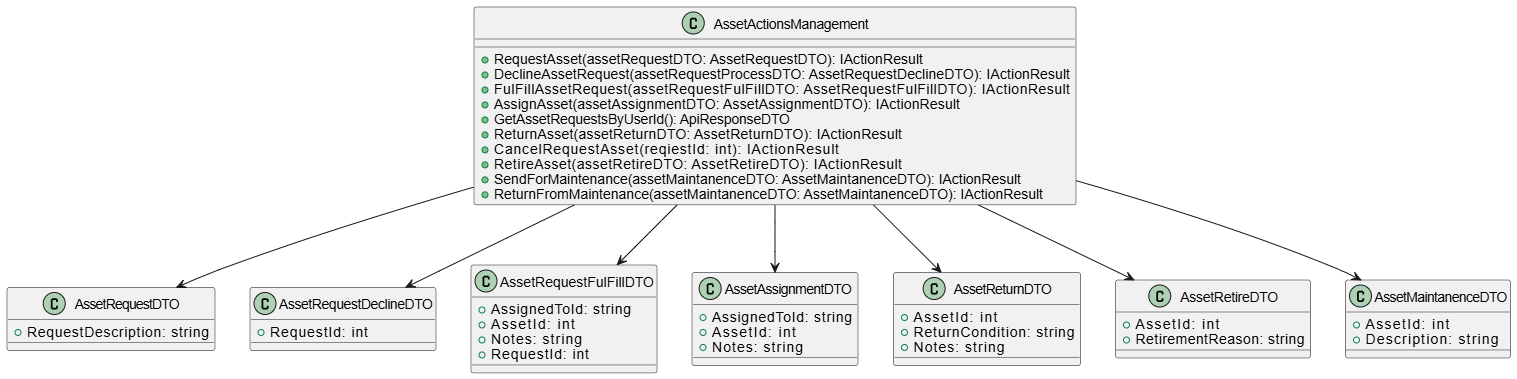 C AssetActionsManagement
RequestAsset(assetRequestDTO: AssetRequestDTO): IActionResult
DeclineAssetRequest(assetRequestProcessDTO: AssetRequestDeclineDTO): IActionResult
FulFillAssetRequest(assetRequestFulFillDTO: AssetRequestFulFillDTO): IActionResult
AssignAsset(assetAssignmentDTO: AssetAssignmentDTO): IActionResult
GetAssetRequestsByUserId(): ApiResponseDTO
ReturnAsset(assetReturnDTO: AssetReturnDTO): IActionResult
CancelRequestAsset(reqiestId: int): IActionResult
RetireAsset(assetRetireDTO: AssetRetireDTO): IActionResult
SendForMaintenance(assetMaintanenceDTO: AssetMaintanenceDTO): IActionResult
ReturnFromMaintenance(assetMaintanenceDTO: AssetMaintanenceDTO): IActionResult
C AssetRequestDTO
RequestDescription: string
C AssetRequestDeclineDTO
RequestId: int
C AssetRequestFulFillDTO
AssignedToId: string
AssetId: int
Notes: string
RequestId: int
C AssetAssignmentDTO
AssignedToId: string
AssetId: int
Notes: string
C AssetReturnDTO
AssetId: int
ReturnCondition: string
Notes: string
C AssetRetireDTO
AssetId: int
RetirementReason: string
C AssetMaintanenceDTO
AssetId: int
Description: string